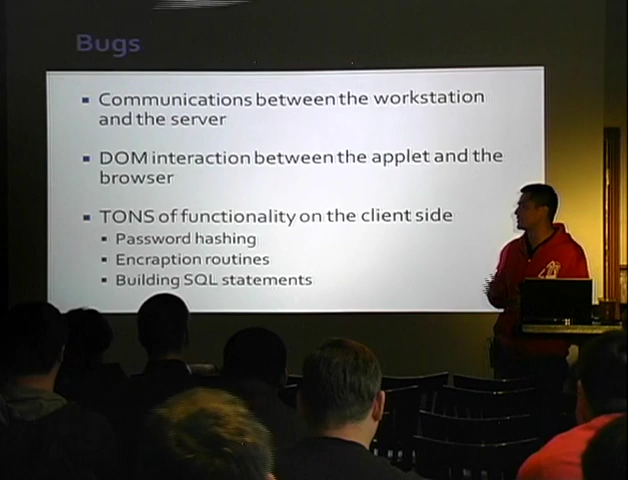 Bugs
▪ Communications between the workstation
and the server
▪ DOM interaction between the applet and the
browser
▪ TONS of functionality on the client side
▪ Password hashing
▪ Encraption routines
▪ Building SQL statements